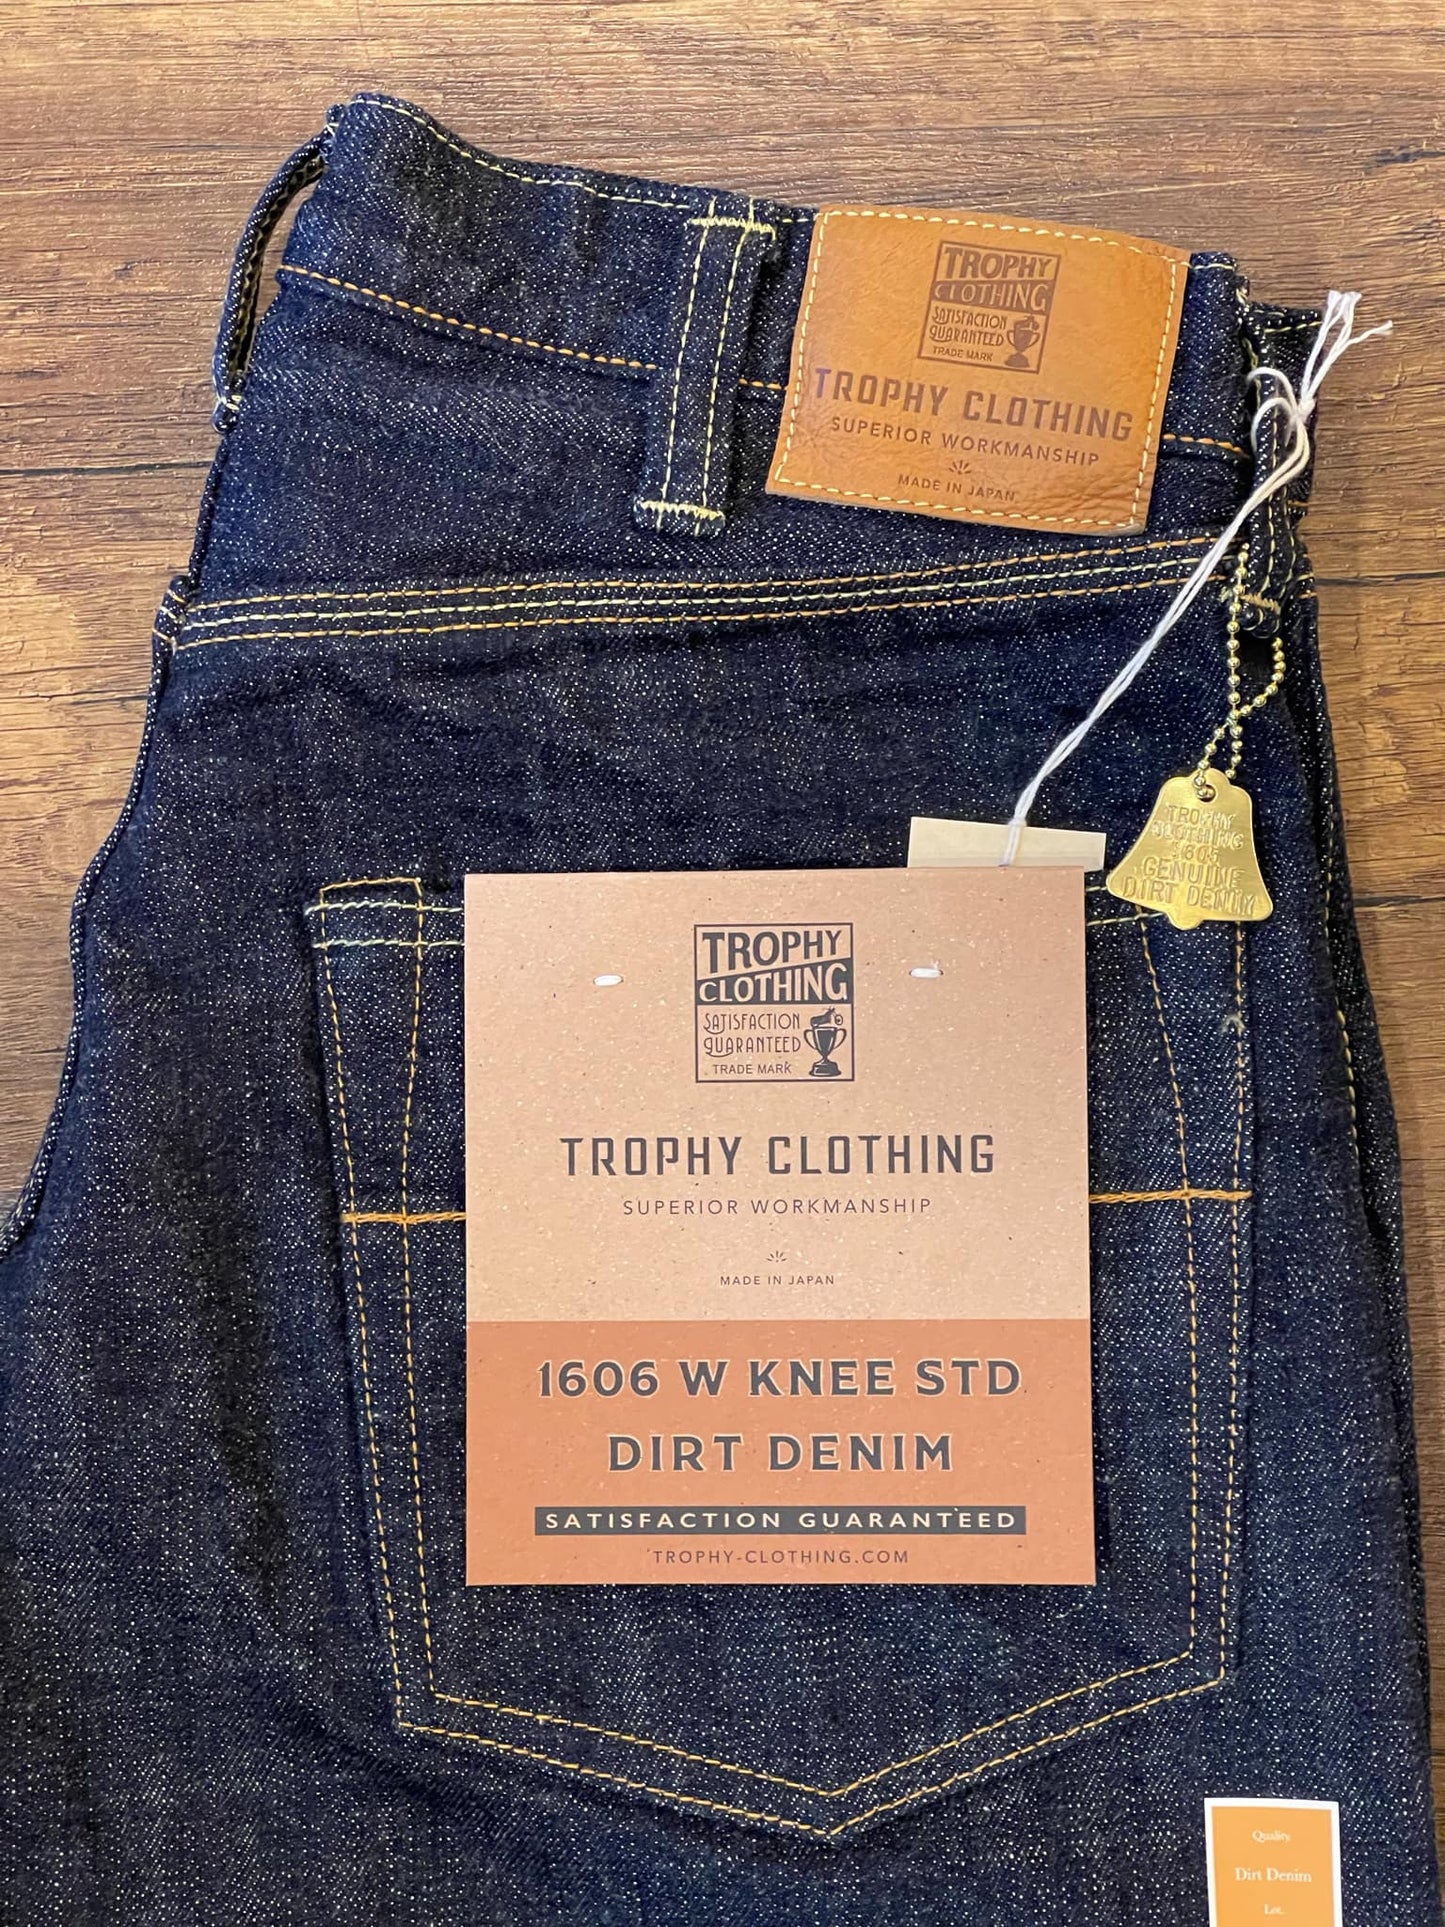 TROPHY
CLOTHING
SATISFACTION
GUARANTEED
TRADE MARK
TROPHY CLOTHING
SUPERIOR WORKMANSHIP
MADE IN JAPAN
TROPHY
CLOTHING
1605
GENUINE
DIRT DENIM
TROPHY
CLOTHING
SATISFACTION
GUARANTEED
TRADE MARK
TROPHY CLOTHING
SUPERIOR WORKMANSHIP
MADE IN JAPAN
1606 W KNEE STD
DIRT DENIM
SATISFACTION GUARANTEED
TROPHY-CLOTHING.COM
Quality.
Dirt Denim
Lot.